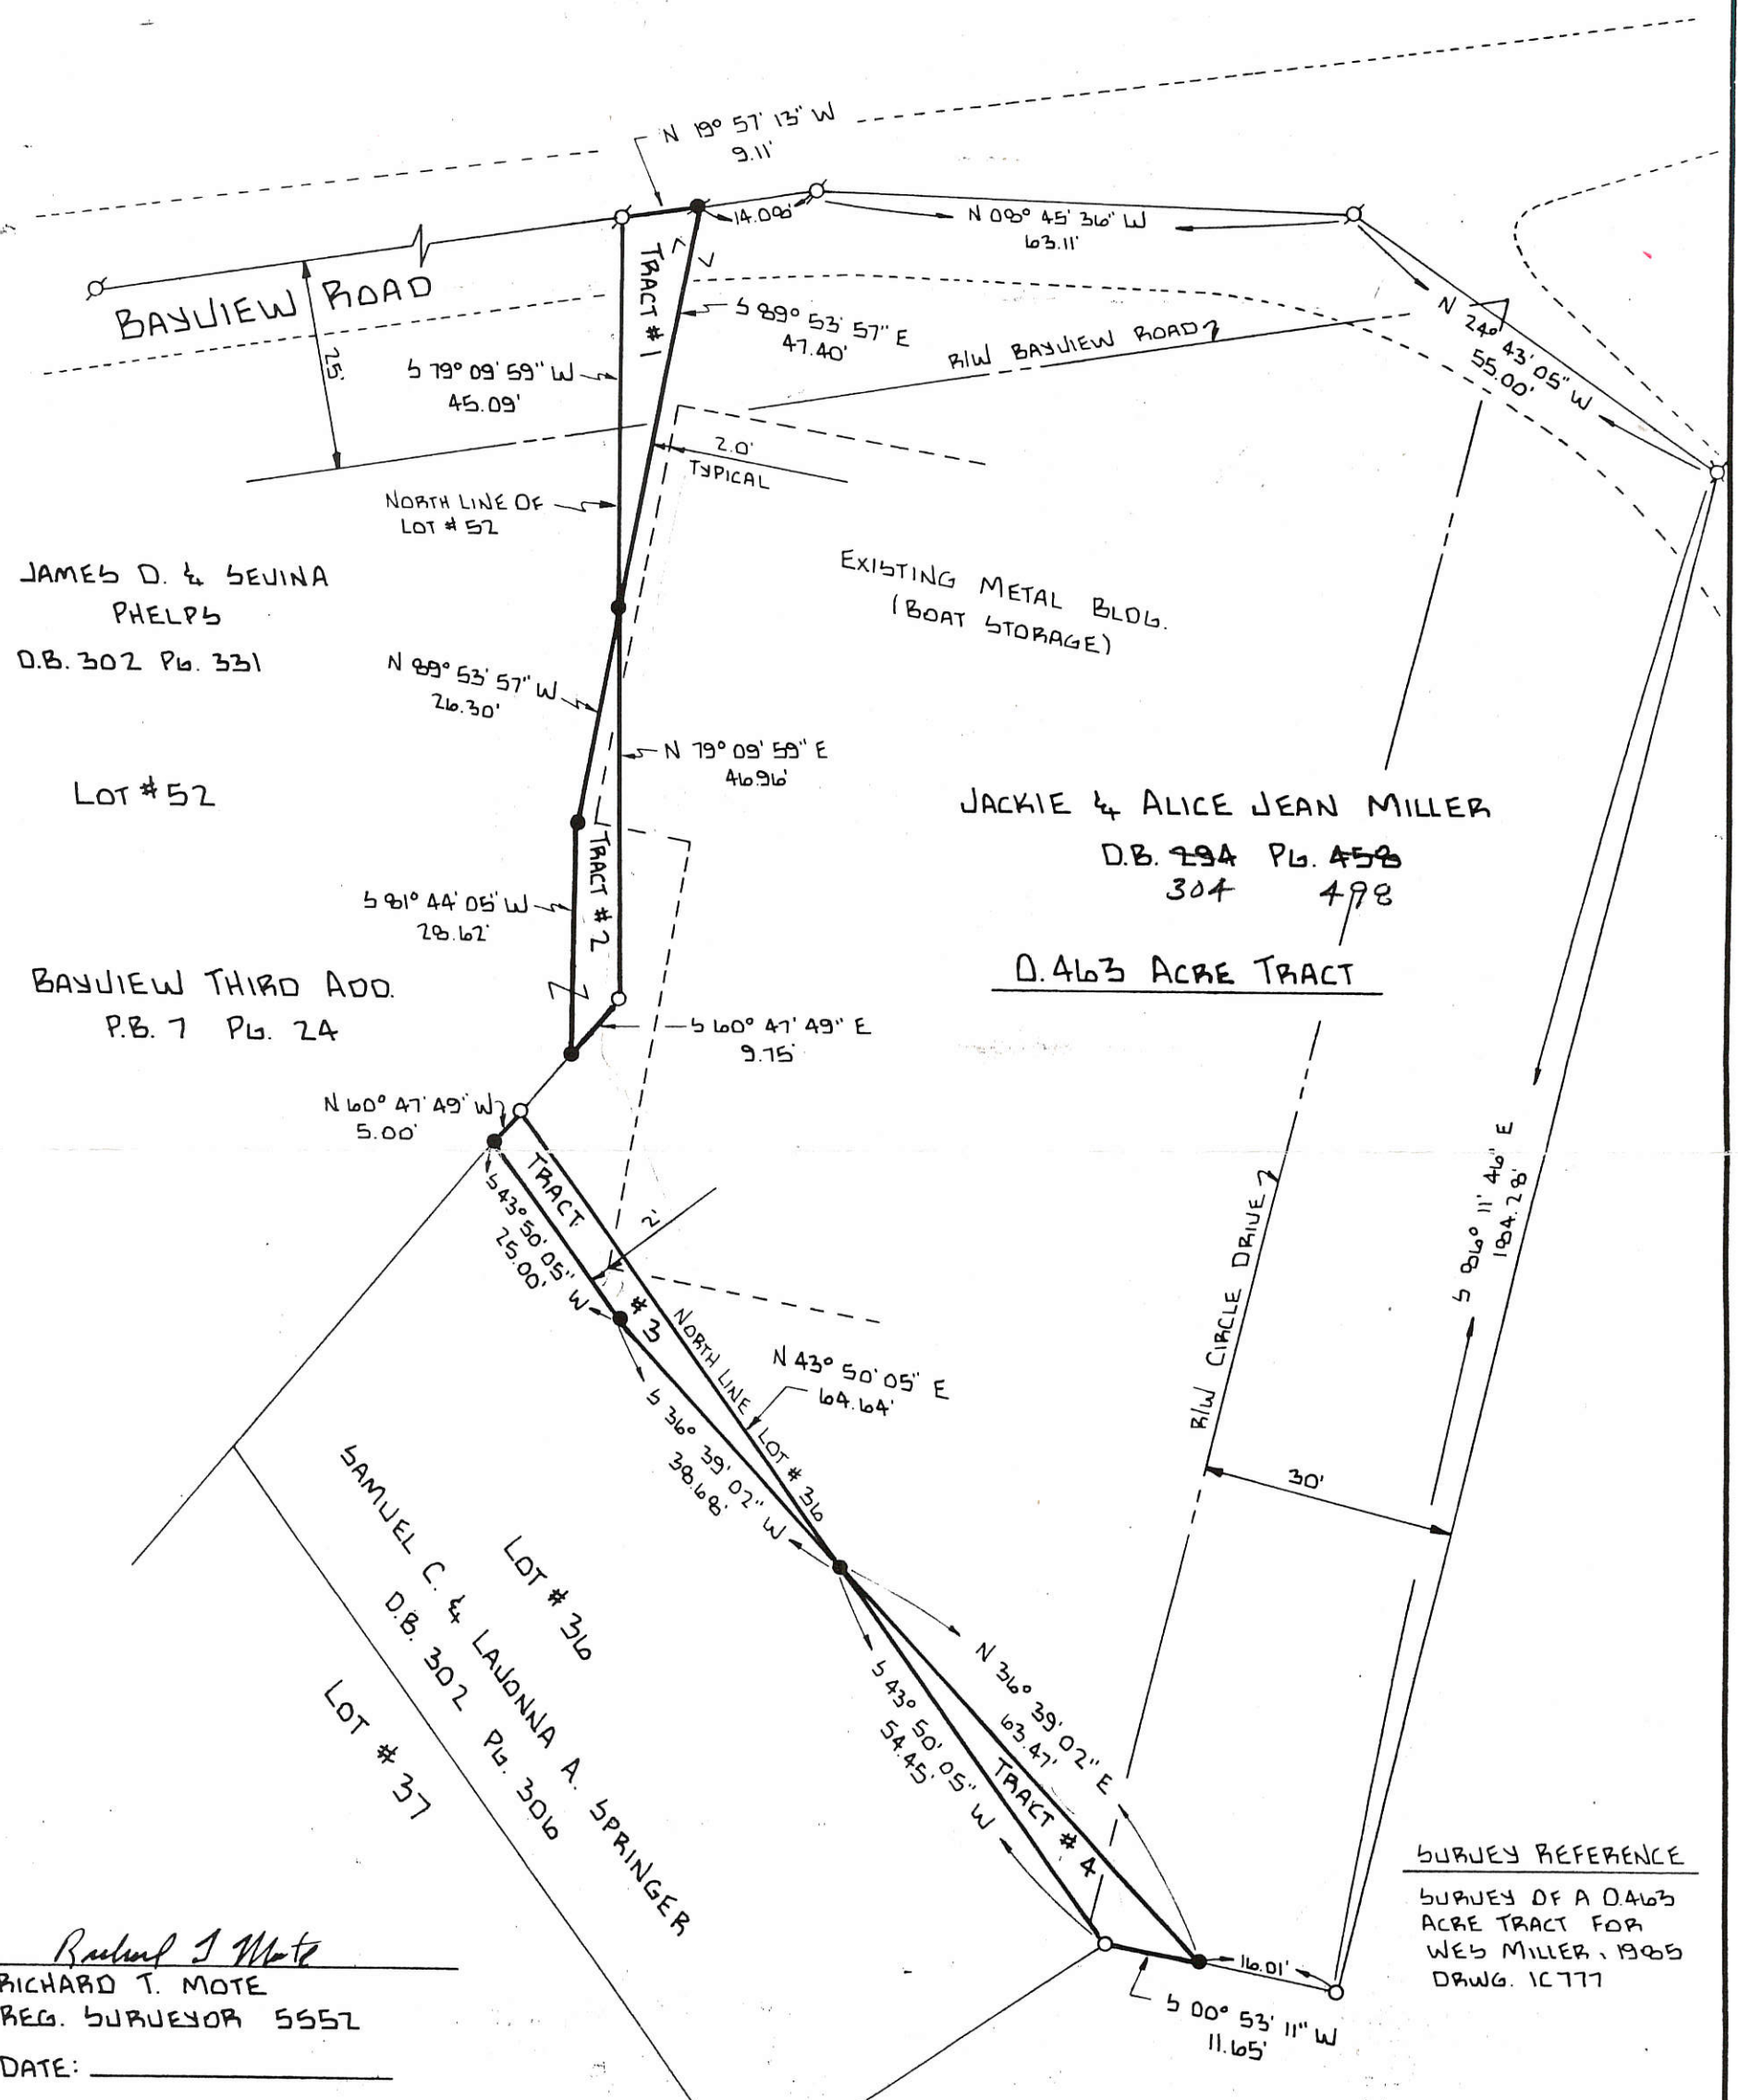 N 19° 57' 13" W
9.11'
14.08'
N 08° 45' 36" W
63.11'
N 24° 43' 05" W
55.00'
BAYVIEW ROAD
25'
TRACT #1
S 89° 53' 57" E
47.40'
R/W BAYVIEW ROAD
S 79° 09' 59" W
45.09'
2.0'
TYPICAL
NORTH LINE OF
LOT # 52
EXISTING METAL BLDG.
(BOAT STORAGE)
JAMES D. & SEVINA
PHELPS
D.B. 302 PG. 331
N 89° 53' 57" W
26.30'
N 79° 09' 59" E
46.96'
LOT # 52
JACKIE & ALICE JEAN MILLER
D.B. 294 PG. 458
304 498
0.463 ACRE TRACT
TRACT #2
S 81° 44' 05" W
28.62'
BAYVIEW THIRD ADD.
P.B. 7 PG. 24
S 60° 47' 49" E
9.75'
N 60° 47' 49" W
5.00'
S 86° 11' 46" E
184.28'
TRACT
#3
S 43° 50' 05" W
25.00'
2'
R/W CIRCLE DRIVE
NORTH LINE LOT # 36
N 43° 50' 05" E
64.64'
S 36° 39' 02" W
38.68'
30'
LOT # 36
SAMUEL C. & LAVONNA A. SPRINGER
D.B. 302 PG. 306
LOT # 37
N 36° 39' 02" E
63.47'
S 43° 50' 05" W
54.45'
TRACT # 4
16.01'
S 00° 53' 11" W
11.65'
SURVEY REFERENCE
SURVEY OF A 0.463
ACRE TRACT FOR
WES MILLER, 1985
DRWG. 1C777
Richard T Mote
RICHARD T. MOTE
REG. SURVEYOR 5552
DATE: